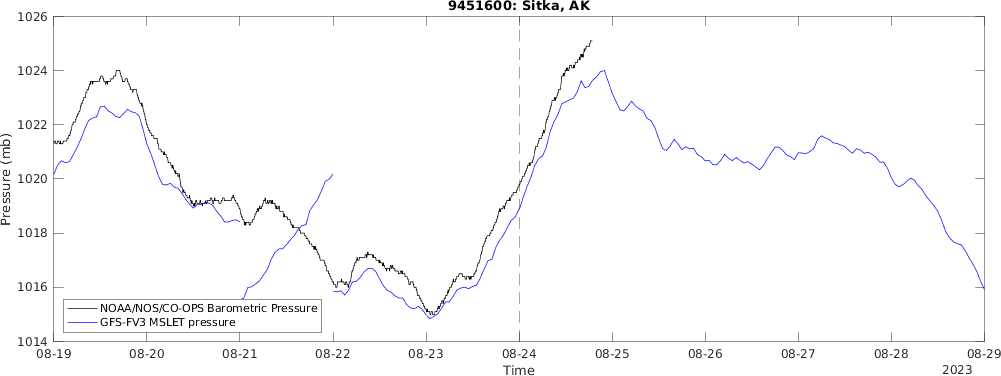 9451600: Sitka, AK
1026
1024
1022
1020
1018
1016
1014
Pressure (mb)
NOAA/NOS/CO-OPS Barometric Pressure
GFS-FV3 MSLET pressure
08-19 08-20 08-21 08-22 08-23 08-24 08-25 08-26 08-27 08-28 08-29
Time
2023